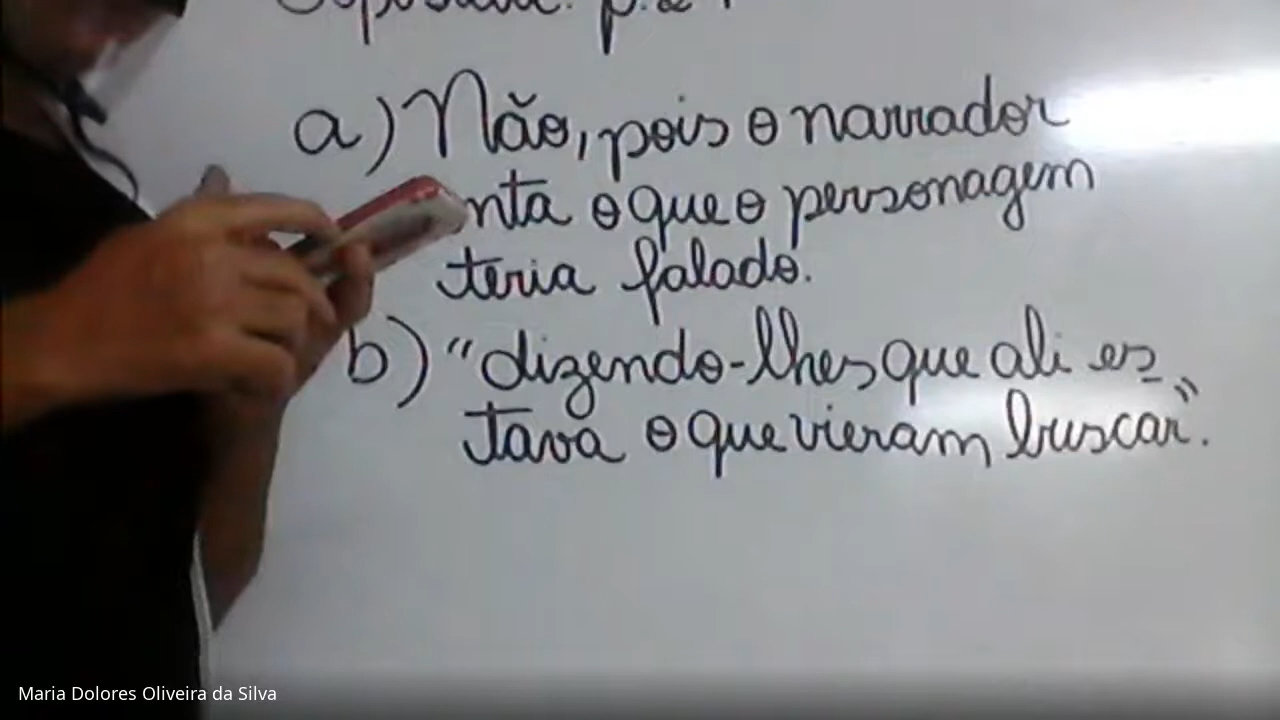 p.
a) Não, pois o narrador
nta o que o personagem
teria falado.
b) “dizendo-lhes que ali es
tava o que vieram buscar”.
Maria Dolores Oliveira da Silva